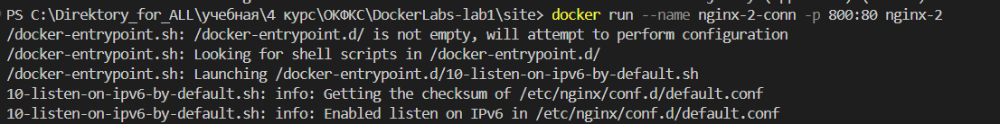 PS C:\Direktory_for_ALL\учебная\4 курс\ОКФКС\DockerLabs-lab1\site> docker run --name nginx-2-conn -p 800:80 nginx-2
/docker-entrypoint.sh: /docker-entrypoint.d/ is not empty, will attempt to perform configuration
/docker-entrypoint.sh: Looking for shell scripts in /docker-entrypoint.d/
/docker-entrypoint.sh: Launching /docker-entrypoint.d/10-listen-on-ipv6-by-default.sh
10-listen-on-ipv6-by-default.sh: info: Getting the checksum of /etc/nginx/conf.d/default.conf
10-listen-on-ipv6-by-default.sh: info: Enabled listen on IPv6 in /etc/nginx/conf.d/default.conf